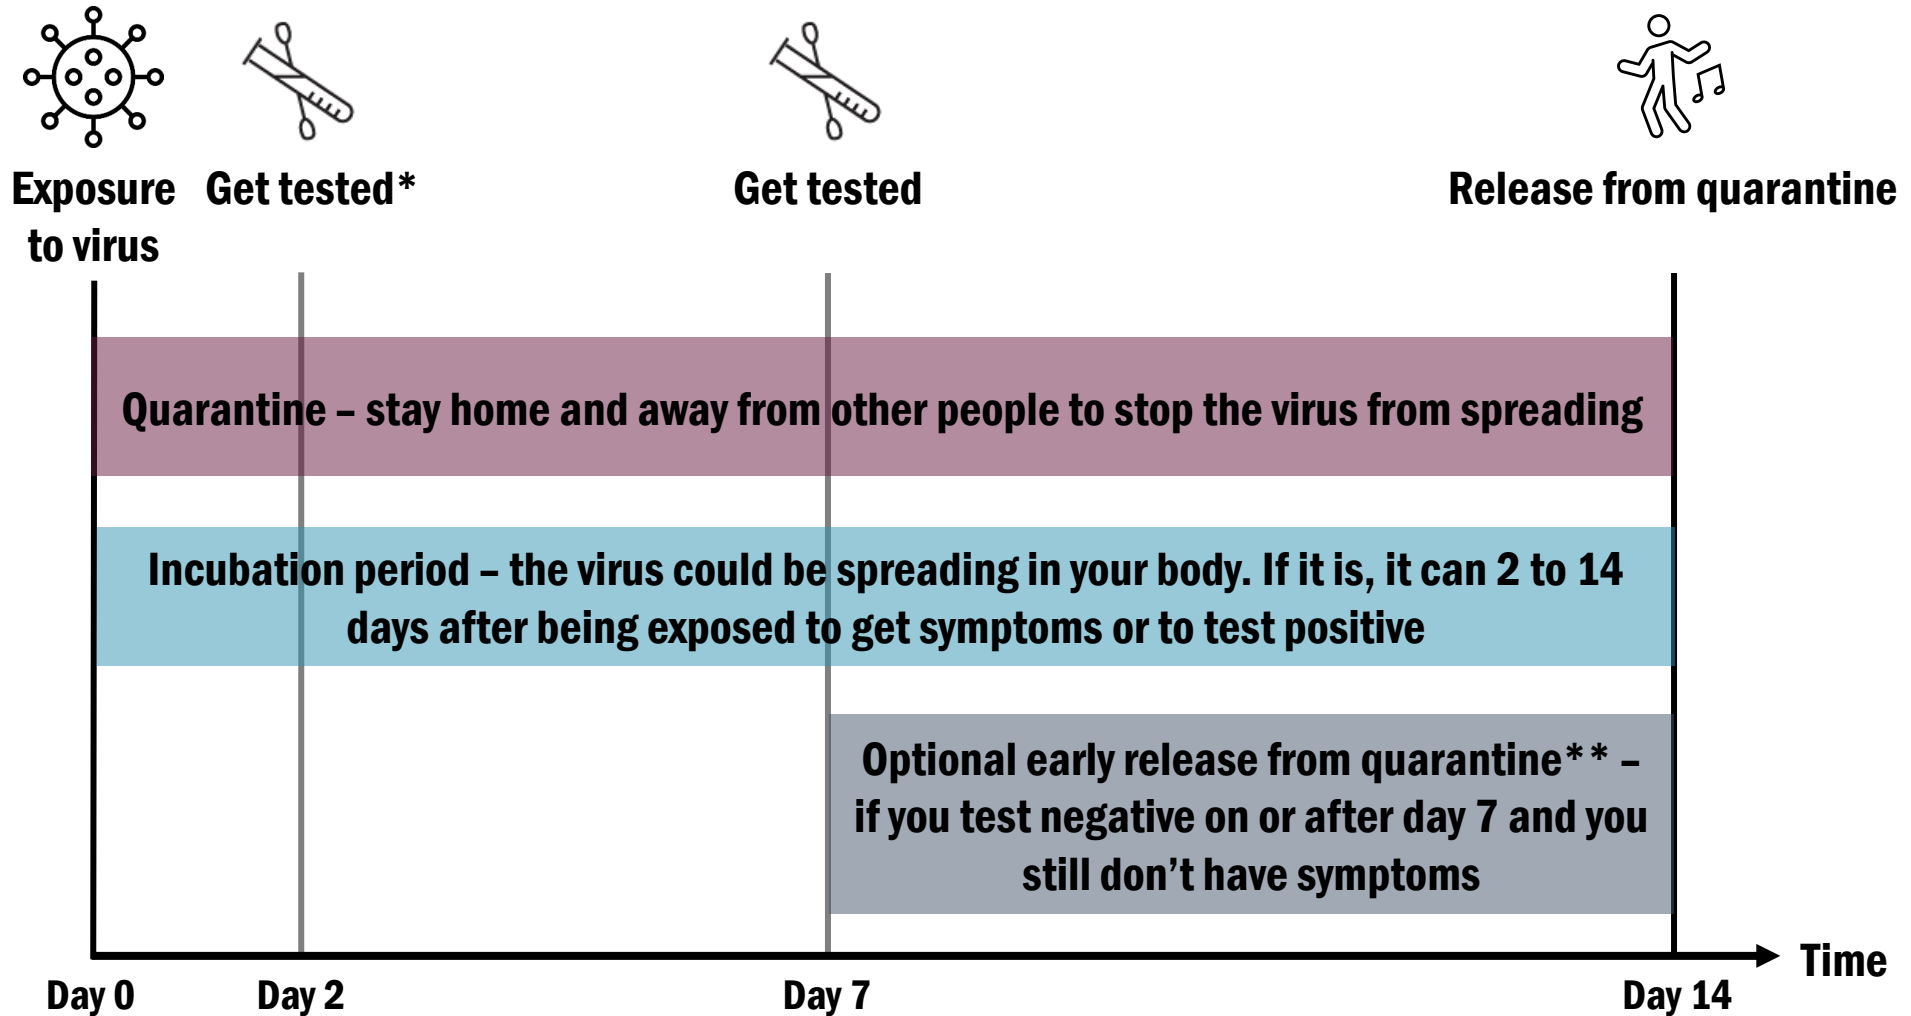 Exposure
to virus
Get tested*
Get tested
Release from quarantine
Quarantine – stay home and away from other people to stop the virus from spreading
Incubation period – the virus could be spreading in your body. If it is, it can 2 to 14
days after being exposed to get symptoms or to test positive
Optional early release from quarantine** –
if you test negative on or after day 7 and you
still don't have symptoms
Time
Day 0
Day 2
Day 7
Day 14